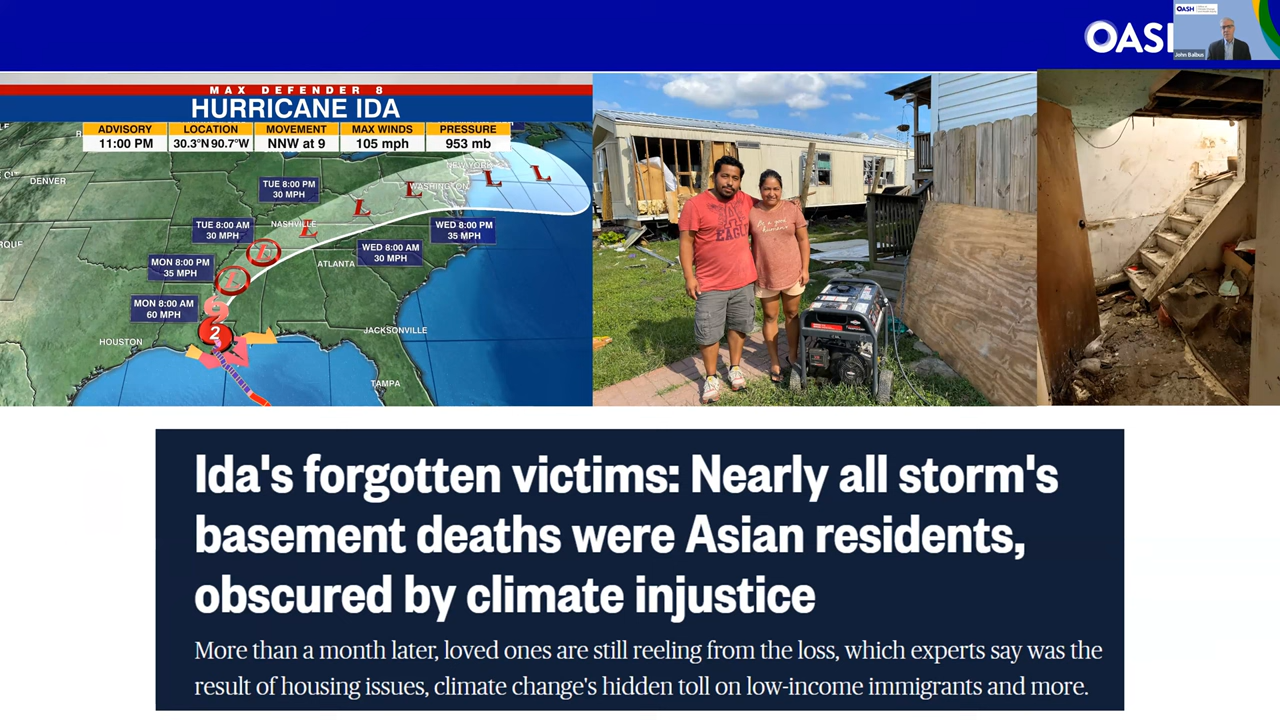 OASH
John Balbus
OASH
MAX DEFENDER 8
HURRICANE IDA
ADVISORY LOCATION MOVEMENT MAX WINDS PRESSURE
11:00 PM 30.3°N 90.7°W NNW at 9 105 mph 953 mb
NEW YORK
DENVER
WASHINGTON
TUE 8:00 PM
30 MPH
TUE 8:00 AM
30 MPH
NASHVILLE
WED 8:00 PM
35 MPH
WED 8:00 AM
30 MPH
MON 8:00 PM
35 MPH
ATLANTA
MON 8:00 AM
60 MPH
2
HOUSTON
JACKSONVILLE
TAMPA
L
L
L
L
L
L
L
EAGLE
Ida's forgotten victims: Nearly all storm's
basement deaths were Asian residents,
obscured by climate injustice
More than a month later, loved ones are still reeling from the loss, which experts say was the
result of housing issues, climate change's hidden toll on low-income immigrants and more.